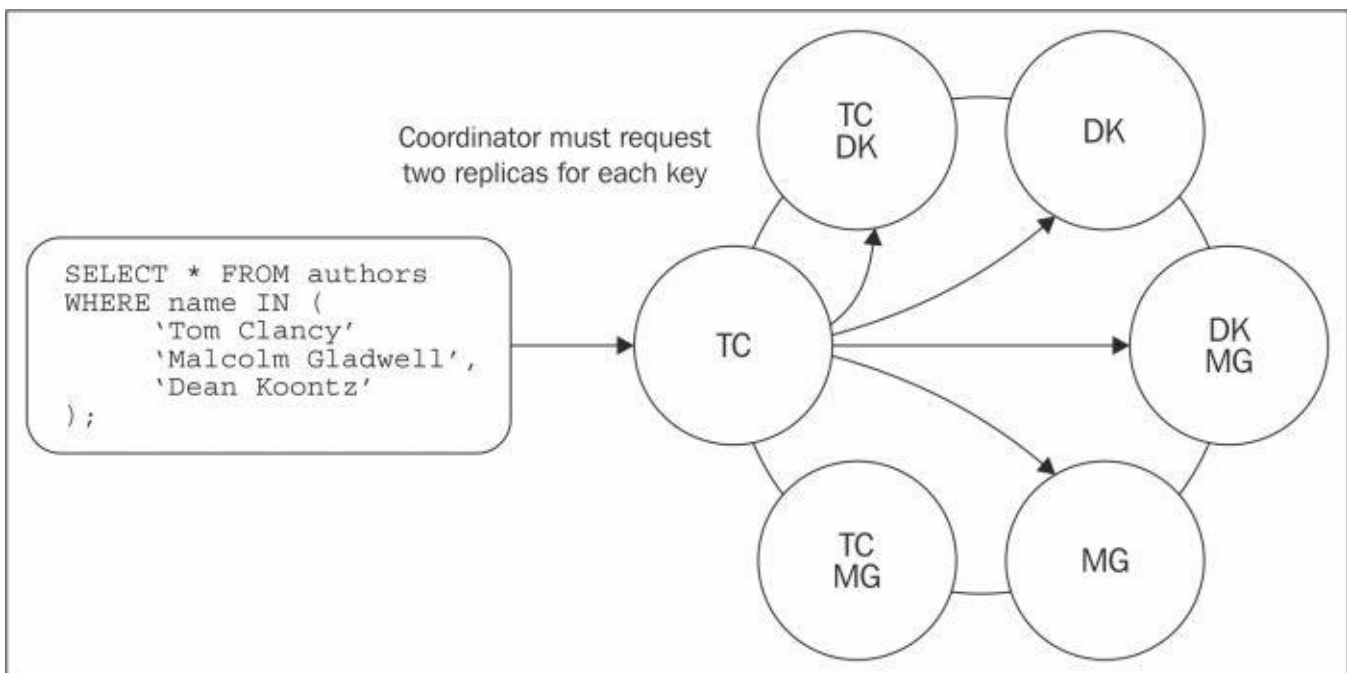 Coordinator must request
two replicas for each key
SELECT * FROM authors
WHERE name IN (
‘Tom Clancy’
‘Malcolm Gladwell’,
‘Dean Koontz’
);
TC
DK
DK
TC
DK
MG
TC
MG
MG